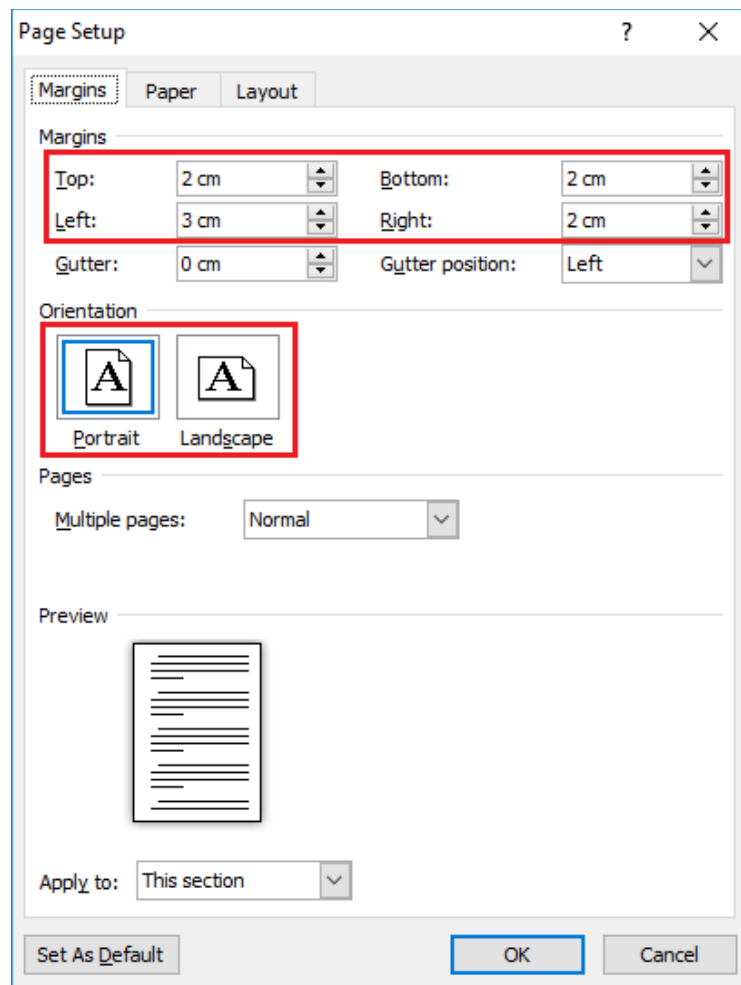 Page Setup ?
Margins Paper Layout
Margins
Top: 2 cm Bottom: 2 cm
Left: 3 cm Right: 2 cm
Gutter: 0 cm Gutter position: Left
Orientation
A A
Portrait Landscape
Pages
Multiple pages: Normal
Preview
Apply to: This section
Set As Default OK Cancel